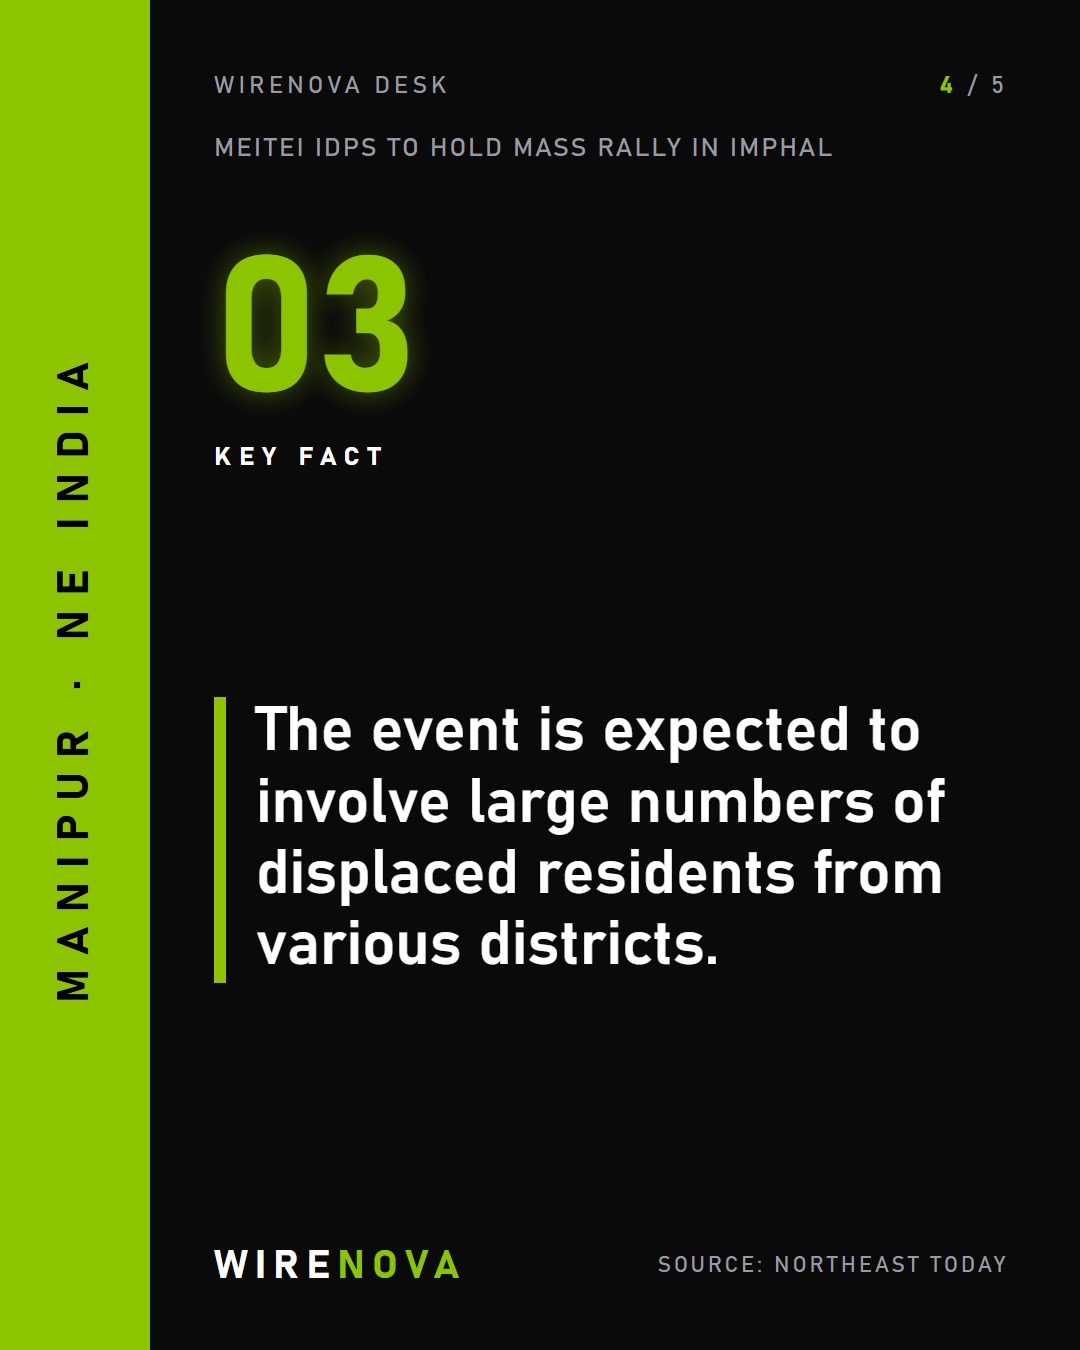 WIRENOVA DESK
4 / 5
MEITEI IDPS TO HOLD MASS RALLY IN IMPHAL
03
KEY FACT
MANIPUR · NE INDIA
The event is expected to
involve large numbers of
displaced residents from
various districts.
WIRENOVA
SOURCE: NORTHEAST TODAY